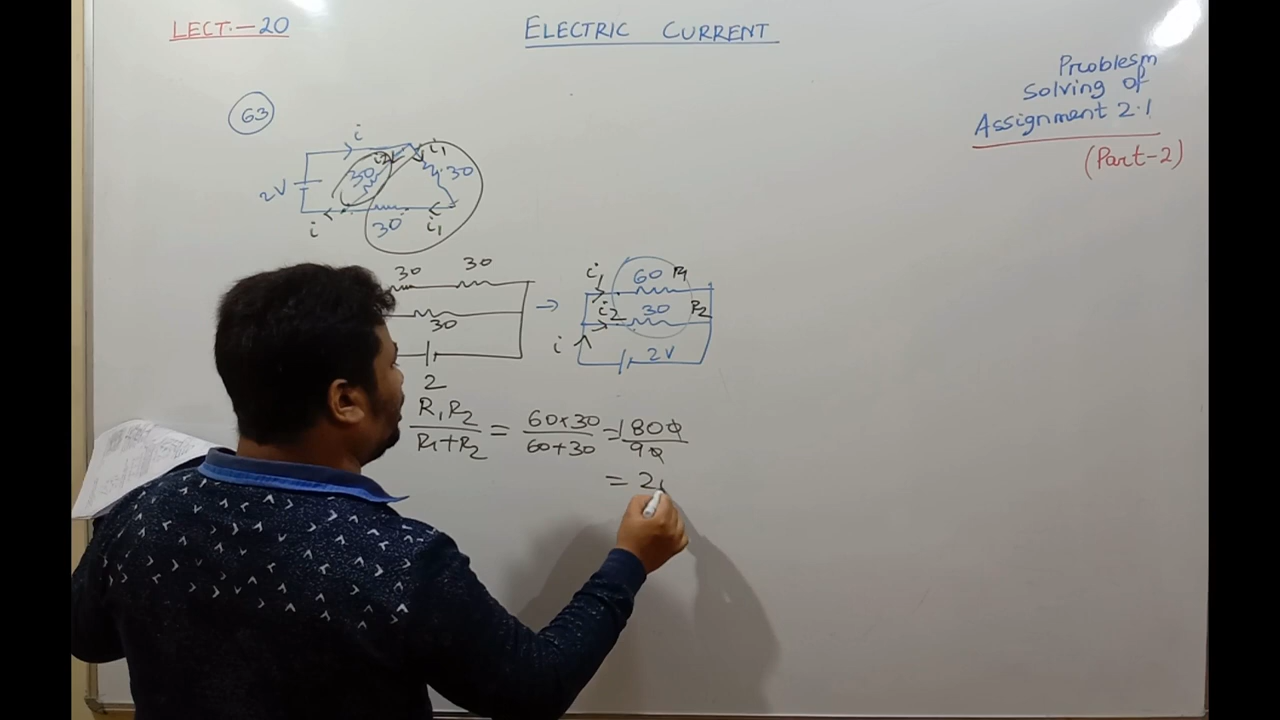 LECT.-20
ELECTRIC CURRENT
Problesm
Solving of
Assignment 2.1
(Part-2)
63
i
i1
i2
30
30
2V
30
i
i1
30
30
30
2
→
i1
60 R1
i2
30
R2
i
2V
R1R2/R1+R2 = 60×30/60+30 = 1800/90
= 2